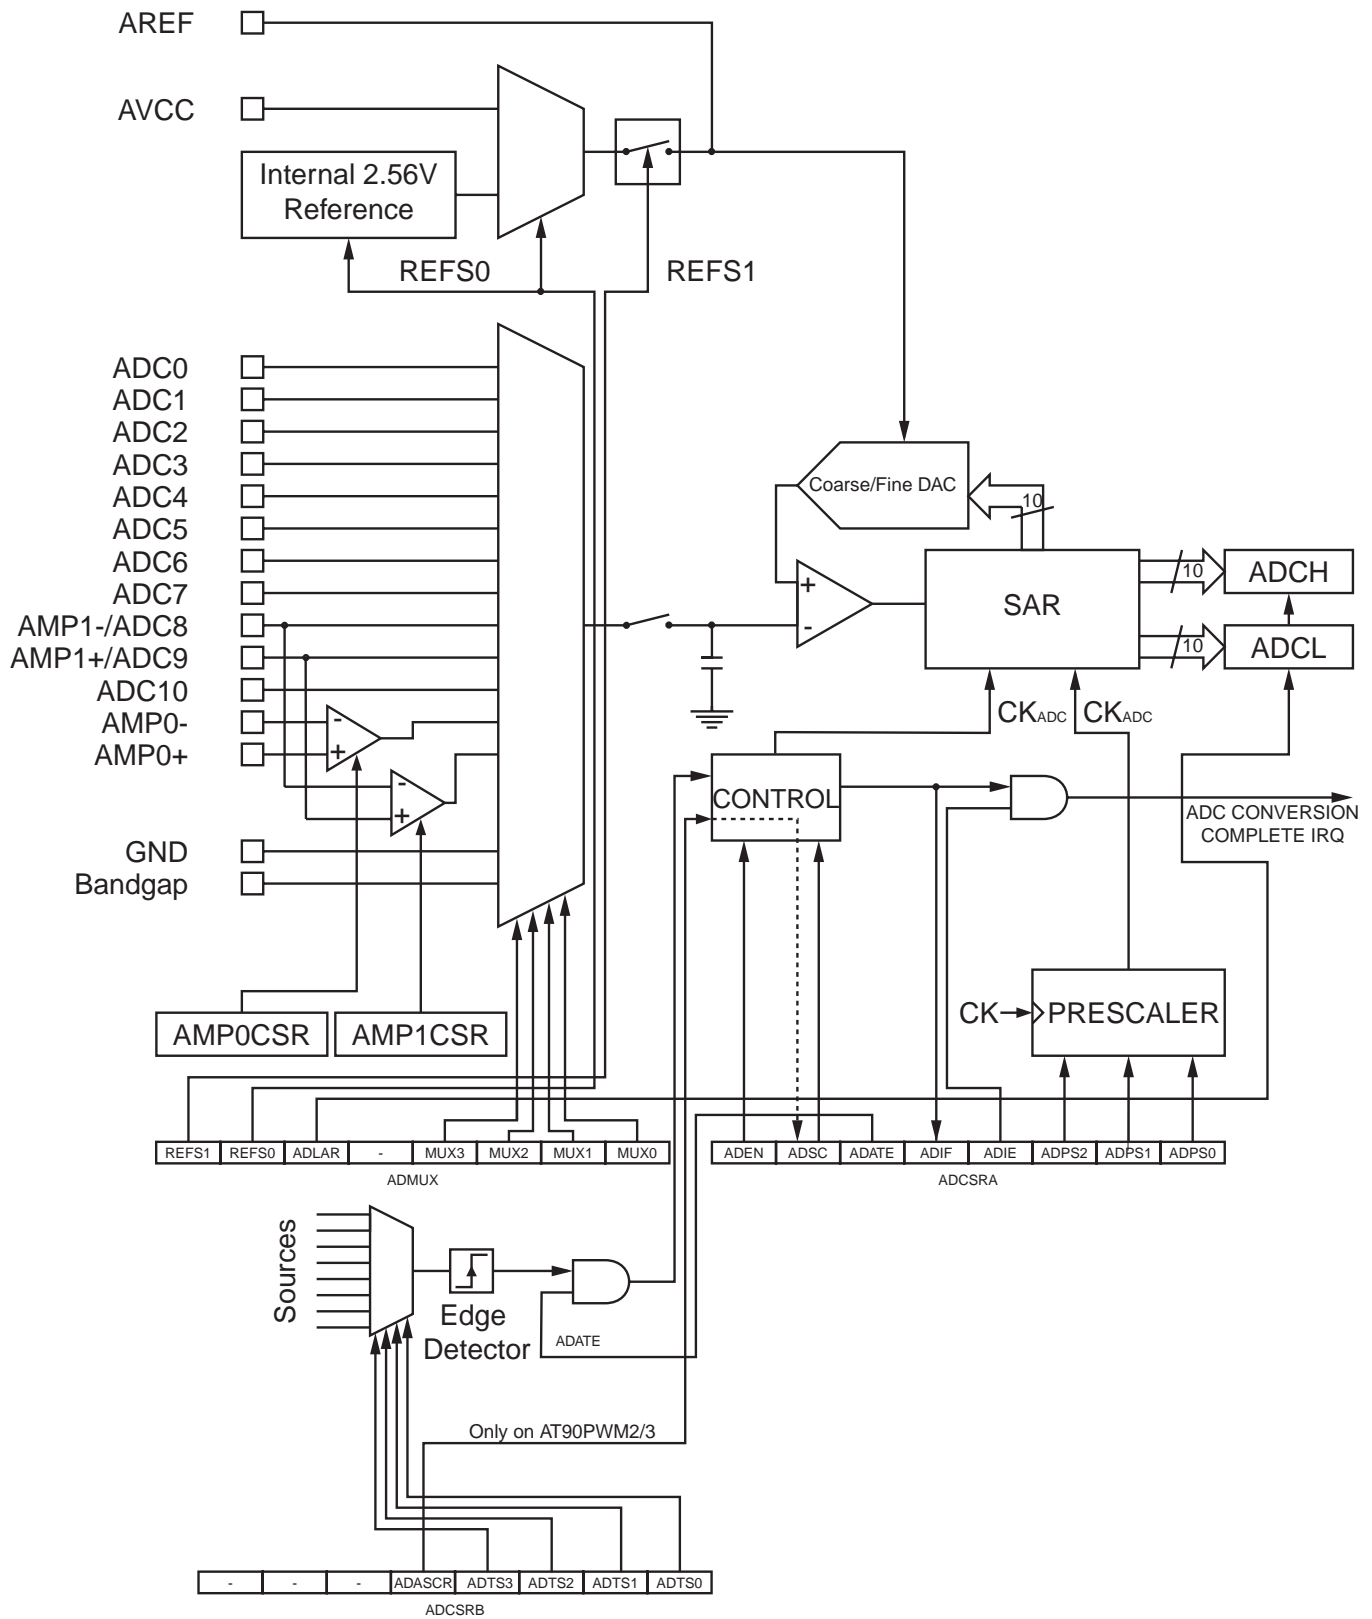 AREF
AVCC
Internal 2.56V
Reference
REFS0
REFS1
ADC0
ADC1
ADC2
ADC3
ADC4
ADC5
ADC6
ADC7
AMP1-/ADC8
AMP1+/ADC9
ADC10
AMP0-
AMP0+
-
+
-
+
GND
Bandgap
Coarse/Fine DAC
10
+
-
SAR
10
ADCH
10
ADCL
CKADC
CKADC
CONTROL
ADC CONVERSION
COMPLETE IRQ
CK
PRESCALER
AMP0CSR
AMP1CSR
REFS1
REFS0
ADLAR
-
MUX3
MUX2
MUX1
MUX0
ADMUX
ADEN
ADSC
ADATE
ADIF
ADIE
ADPS2
ADPS1
ADPS0
ADCSRA
Sources
Edge
Detector
ADATE
Only on AT90PWM2/3
-
-
-
ADASCR
ADTS3
ADTS2
ADTS1
ADTS0
ADCSRB